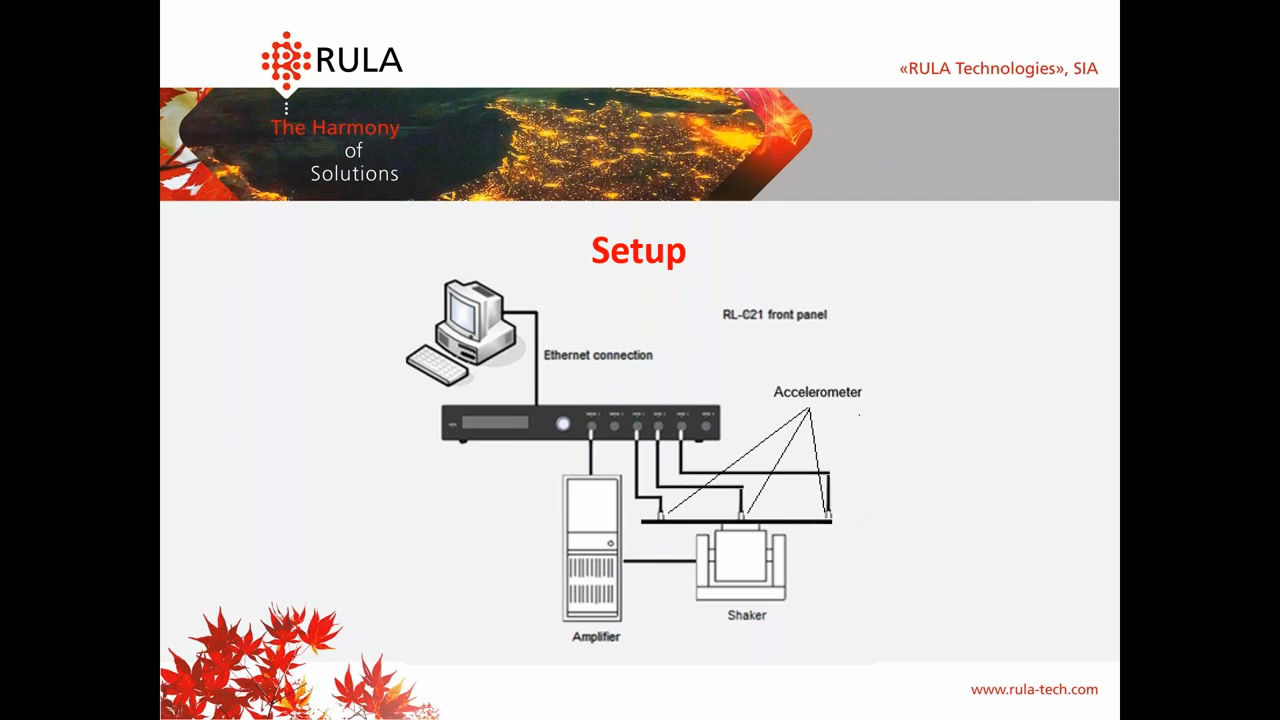 RULA
«RULA Technologies», SIA
The Harmony
of
Solutions
Setup
RL-C21 front panel
Ethernet connection
Accelerometer
Shaker
Amplifier
www.rula-tech.com